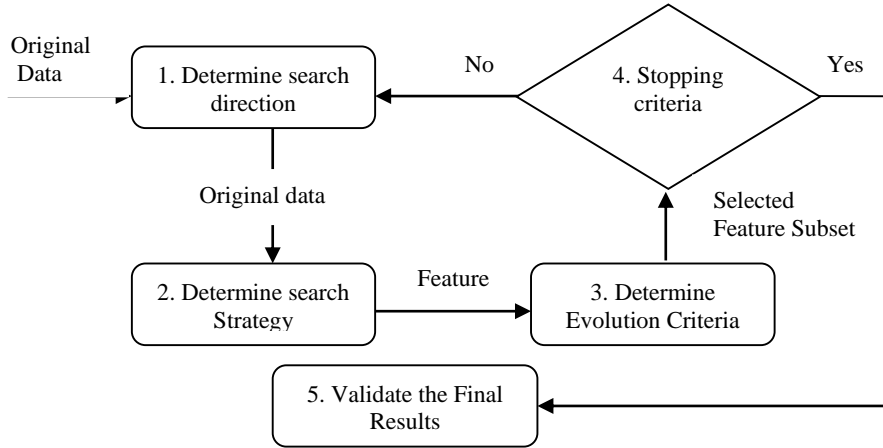 Original
Data
1. Determine search
direction
No
4. Stopping
criteria
Yes
Original data
Selected
Feature Subset
2. Determine search
Strategy
Feature
3. Determine
Evolution Criteria
5. Validate the Final
Results